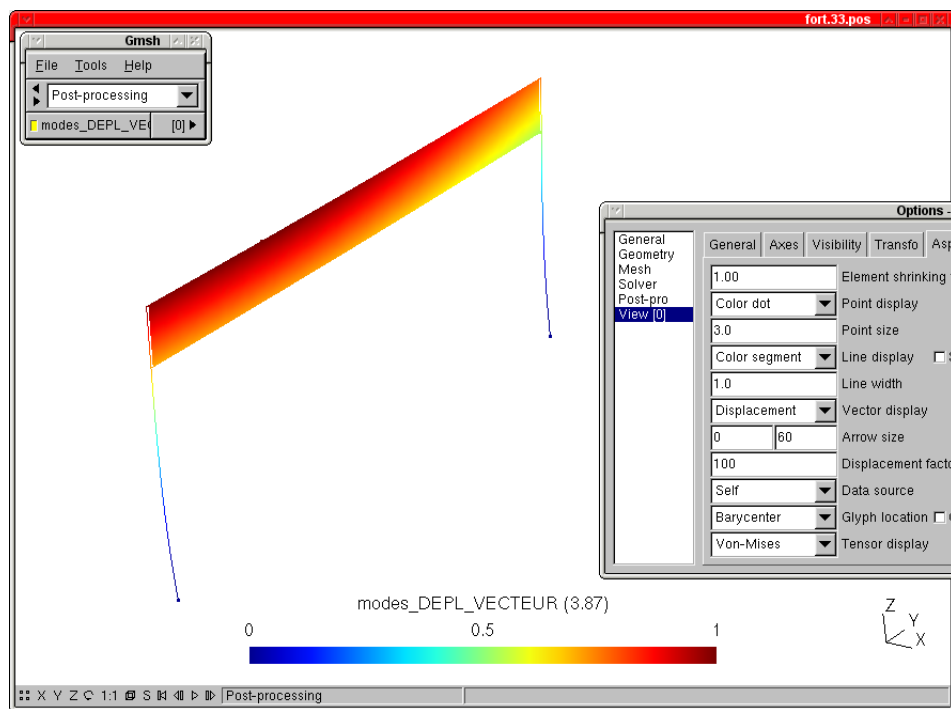 fort.33.pos
Gmsh
File Tools Help
Post-processing
modes_DEPL_VEC [0]
Options -
General
Geometry
Mesh
Solver
Post-pro
View [0]
General Axes Visibility Transfo Asp
1.00 Element shrinking
Color dot Point display
3.0 Point size
Color segment Line display
1.0 Line width
Displacement Vector display
0 60 Arrow size
100 Displacement facto
Self Data source
Barycenter Glyph location
Von-Mises Tensor display
modes_DEPL_VECTEUR (3.87)
0 0.5 1
Z
Y
X
X Y Z 1:1 S Post-processing